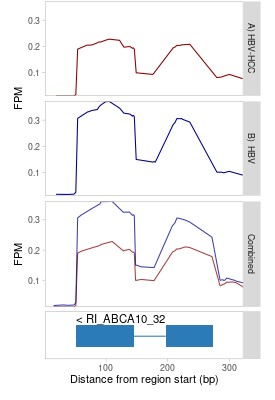 0.3
0.2
0.1
FPM
A) HBV-HCC
0.3
0.2
0.1
B) HBV
0.3
0.2
0.1
FPM
Combined
< RI_ABCA10_32
100
200
300
Distance from region start (bp)